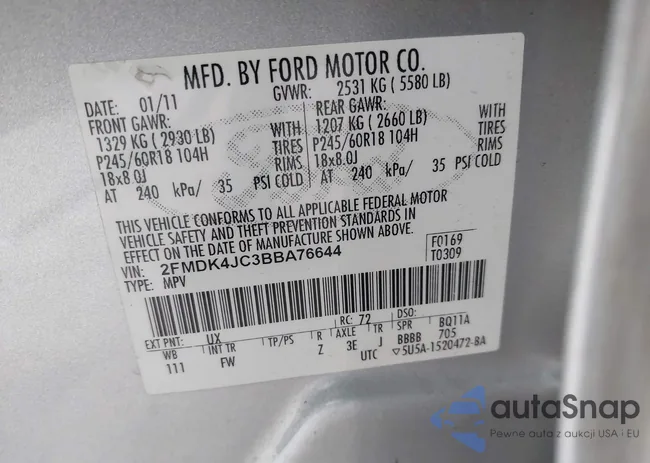 MFD. BY FORD MOTOR CO.
DATE: 01/11 GVWR: 2531 KG ( 5580 LB)
FRONT GAWR: REAR GAWR:
1329 KG ( 2930 LB) WITH 1207 KG ( 2660 LB) WITH
P245/60R18 104H TIRES P245/60R18 104H TIRES
18x8.0J RIMS 18x8.0J RIMS
AT 240 kPa/ 35 PSI COLD AT 240 kPa/ 35 PSI COLD
THIS VEHICLE CONFORMS TO ALL APPLICABLE FEDERAL MOTOR
VEHICLE SAFETY AND THEFT PREVENTION STANDARDS IN
EFFECT ON THE DATE OF MANUFACTURE SHOWN ABOVE.
VIN: 2FMDK4JC3BBA76644 F0169
TYPE: MPV T0309
EXT PNT: UX RC: 72 DSO:
WB INT TR TP/PS R AXLE TR SPR BQ11A
111 FW Z 3E J BBBB 705
UTC ▽5U5A-1520472-BA
autoSnap
Pewne auta z aukcji USA i EU